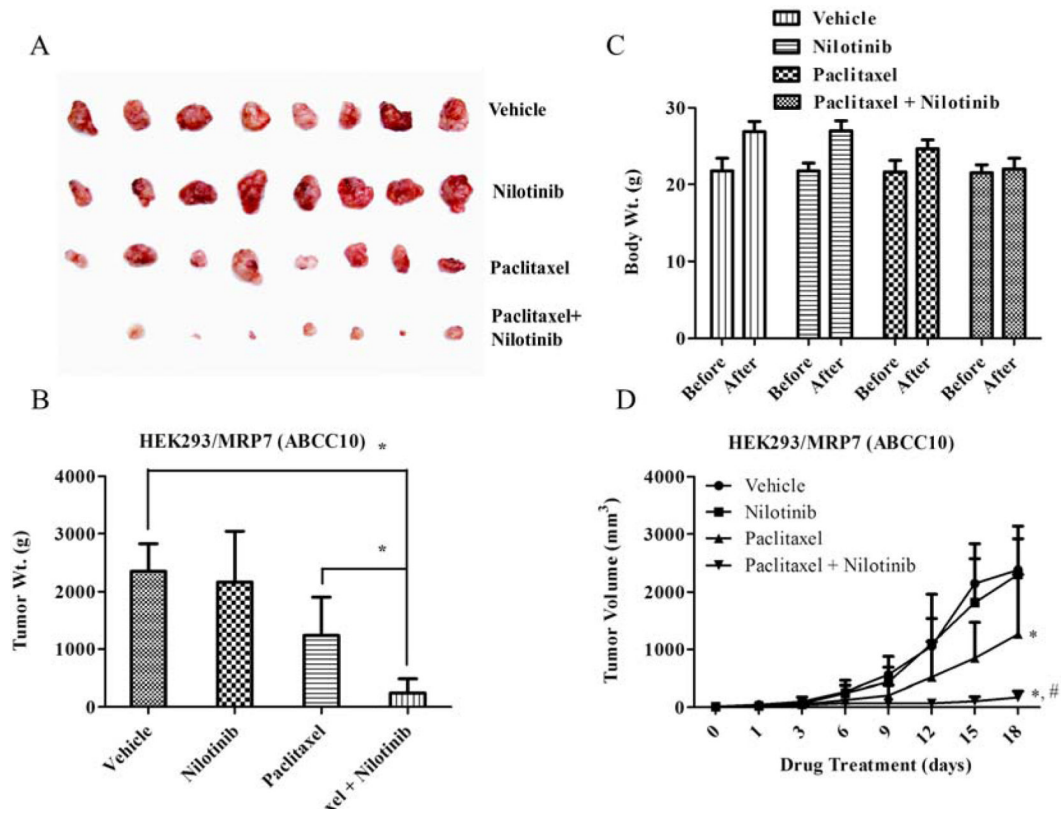 A
Vehicle
Nilotinib
Paclitaxel
Paclitaxel+
Nilotinib
C
Vehicle
Nilotinib
Paclitaxel
Paclitaxel + Nilotinib
Body Wt. (g)
30
20
10
0
Before After Before After Before After Before After
B
HEK293/MRP7 (ABCC10)
*
*
Tumor Wt. (g)
4000
3000
2000
1000
0
Vehicle
Nilotinib
Paclitaxel
xel + Nilotinib
D
HEK293/MRP7 (ABCC10)
Vehicle
Nilotinib
Paclitaxel
Paclitaxel + Nilotinib
Tumor Volume (mm³)
4000
3000
2000
1000
0
*
*, #
0 1 3 6 9 12 15 18
Drug Treatment (days)